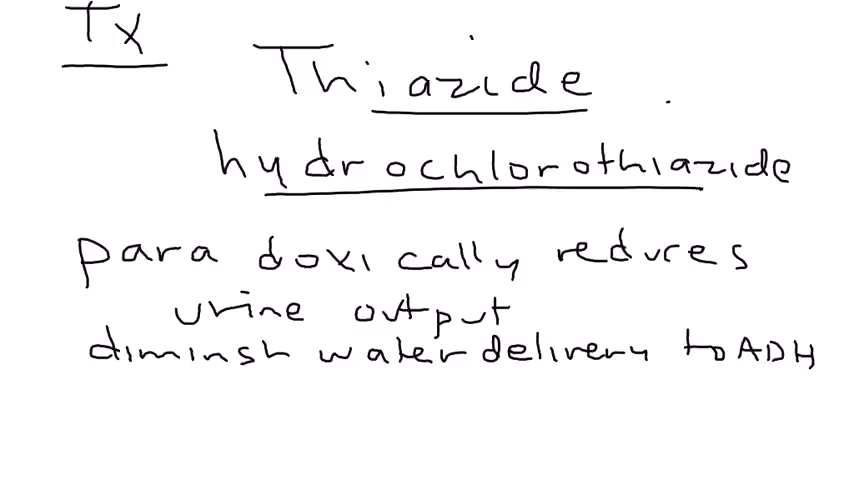 Tx
Thiazide
hydrochlorothiazide
paradoxically reduces
urine output
diminsh water delivery to ADH